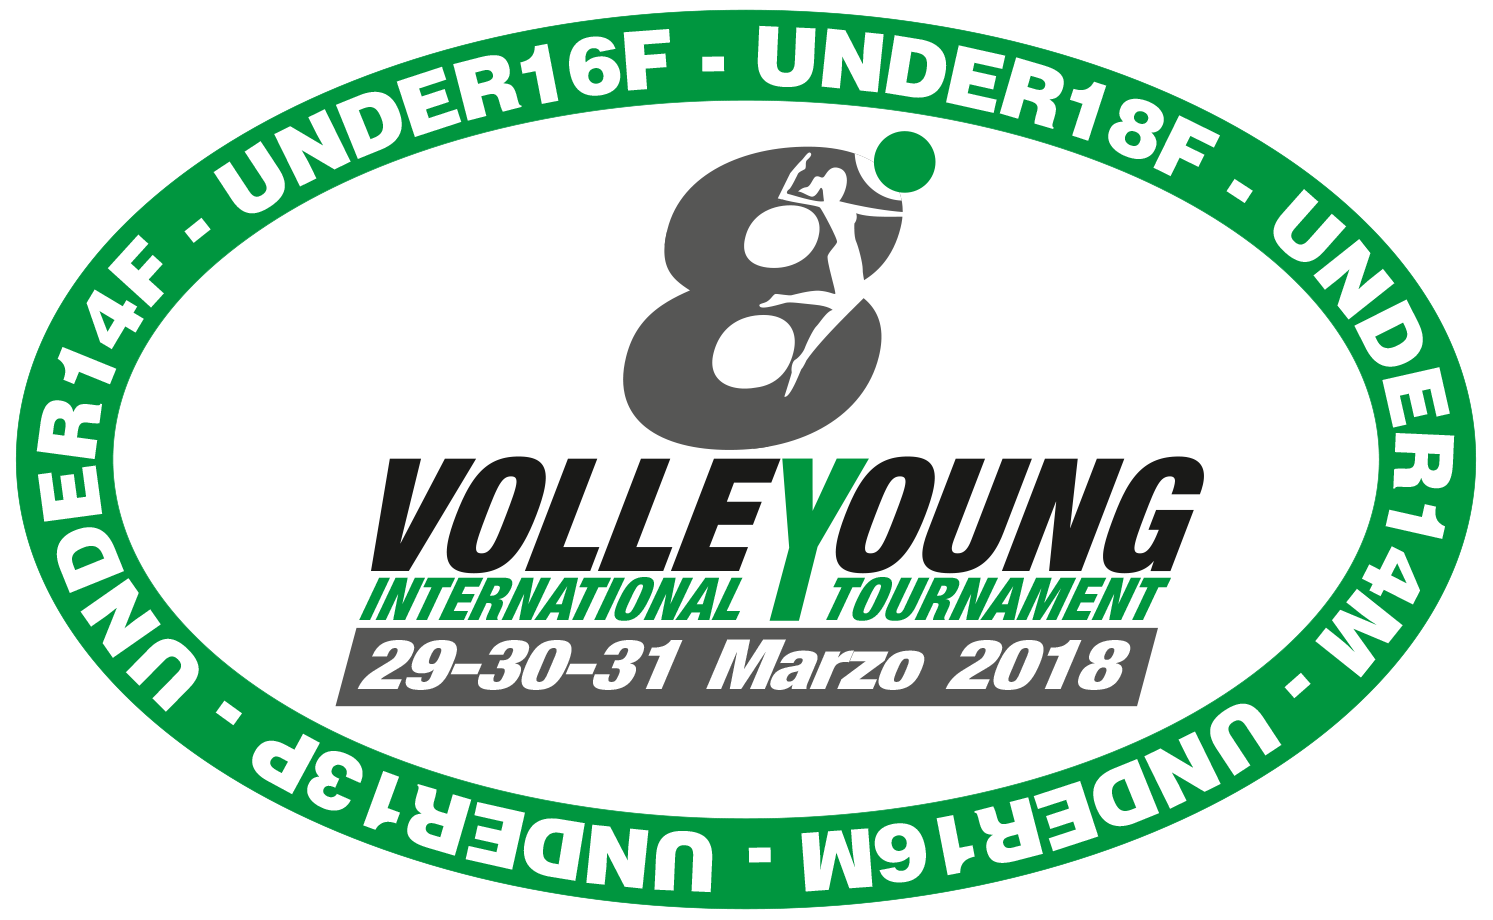 UNDER14F - UNDER16F - UNDER18F - UNDER14M - UNDER16M - UNDER13P -
8
VOLLEYOUNG
INTERNATIONAL TOURNAMENT
29-30-31 Marzo 2018